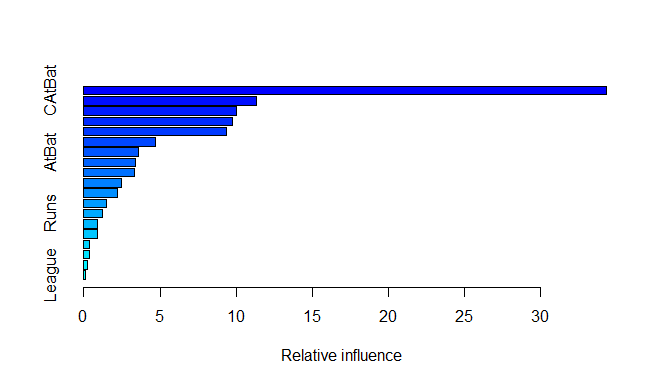 CAtBat
AtBat
Runs
League
0 5 10 15 20 25 30
Relative influence